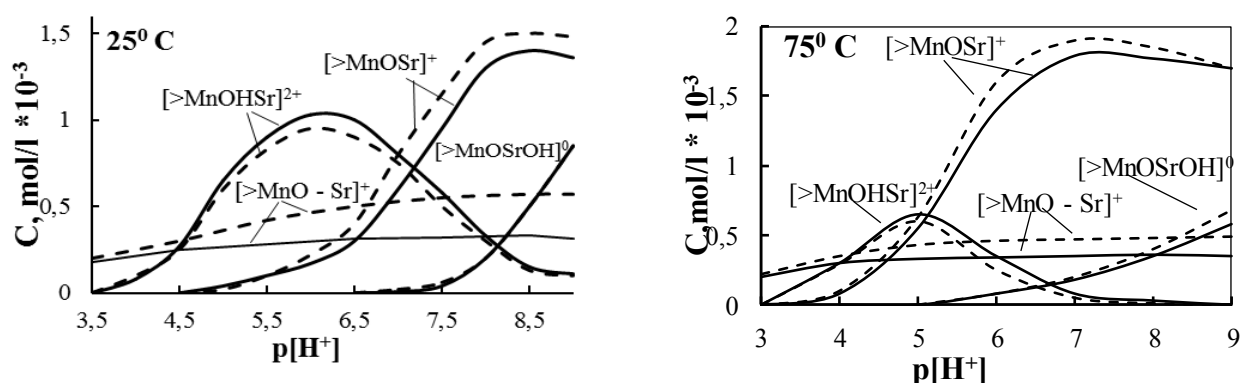 25⁰ C
1,5
1
0,5
0
C, mol/l *10⁻³
[>MnOSr]⁺
[>MnOHSr]²⁺
[>MnOSrOH]⁰
[>MnO - Sr]⁺
3,5 4,5 5,5 6,5 7,5 8,5
p[H⁺]
75⁰ C
2
1,5
1
0,5
0
C,mol/l * 10⁻³
[>MnOSr]⁺
[>MnOSrOH]⁰
[>MnOHSr]²⁺
[>MnO - Sr]⁺
3 4 5 6 7 8 9
p[H⁺]